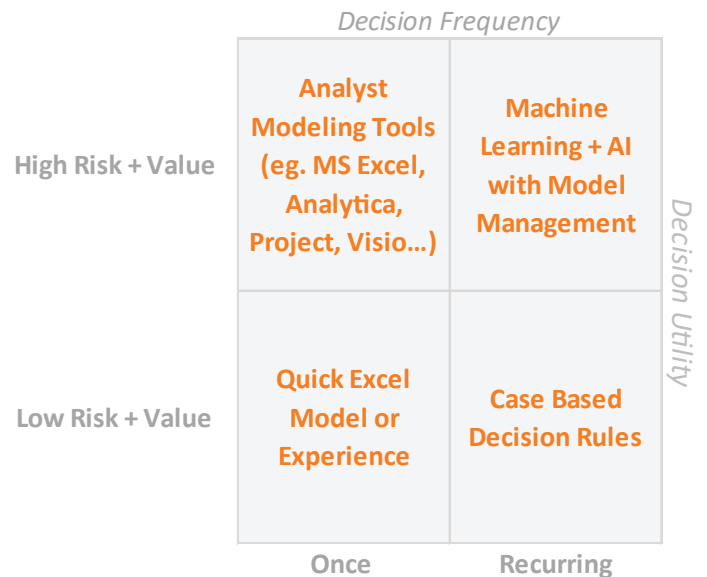 Decision Frequency
High Risk + Value
Analyst
Modeling Tools
(eg. MS Excel,
Analytica,
Project, Visio…)
Machine
Learning + AI
with Model
Management
Decision Utility
Low Risk + Value
Quick Excel
Model or
Experience
Case Based
Decision Rules
Once
Recurring